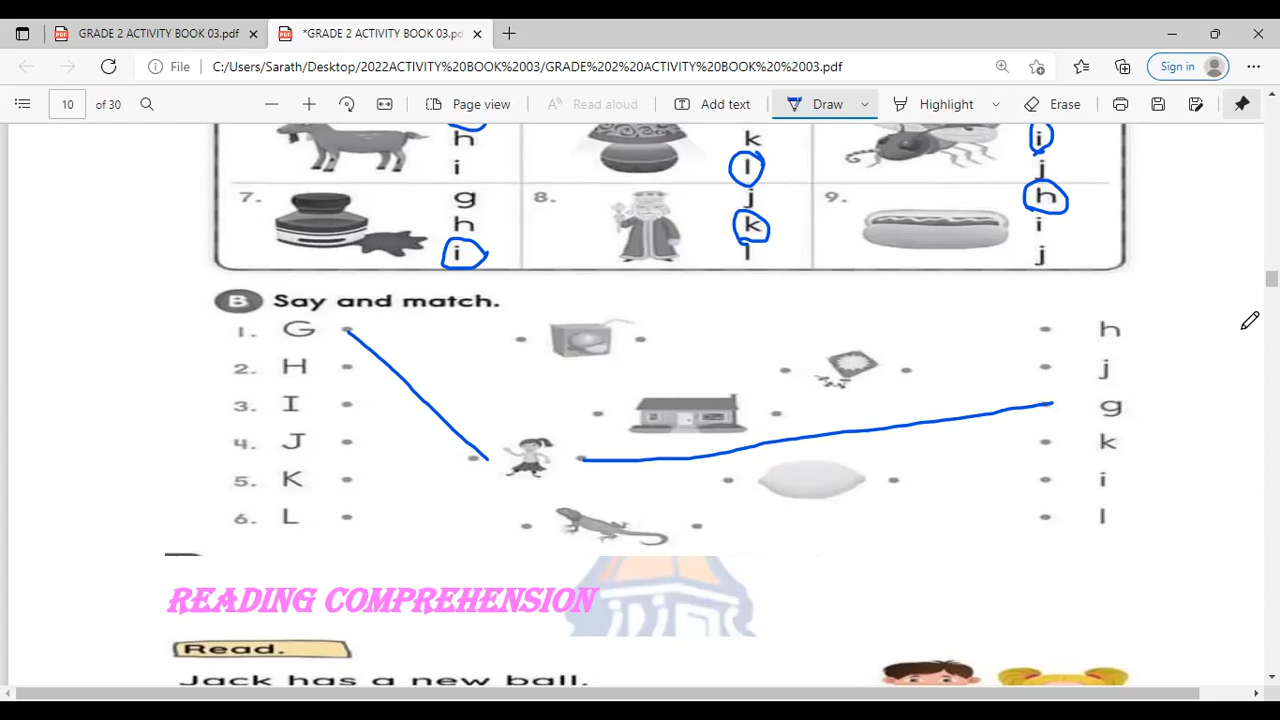 GRADE 2 ACTIVITY BOOK 03.pdf
*GRADE 2 ACTIVITY BOOK 03.pd
File C:/Users/Sarath/Desktop/2022ACTIVITY%20BOOK%2003/GRADE%202%20ACTIVITY%20BOOK%20%2003.pdf
Sign in
10 of 30
Page view
Read aloud
Add text
Draw
Highlight
Erase
h
i
k
l
i
j
7. g
h
i
8. j
k
l
9. h
i
j
B Say and match.
1. G h
2. H j
3. I g
4. J k
5. K i
6. L l
READING COMPREHENSION
Read.
Jack has a new ball.